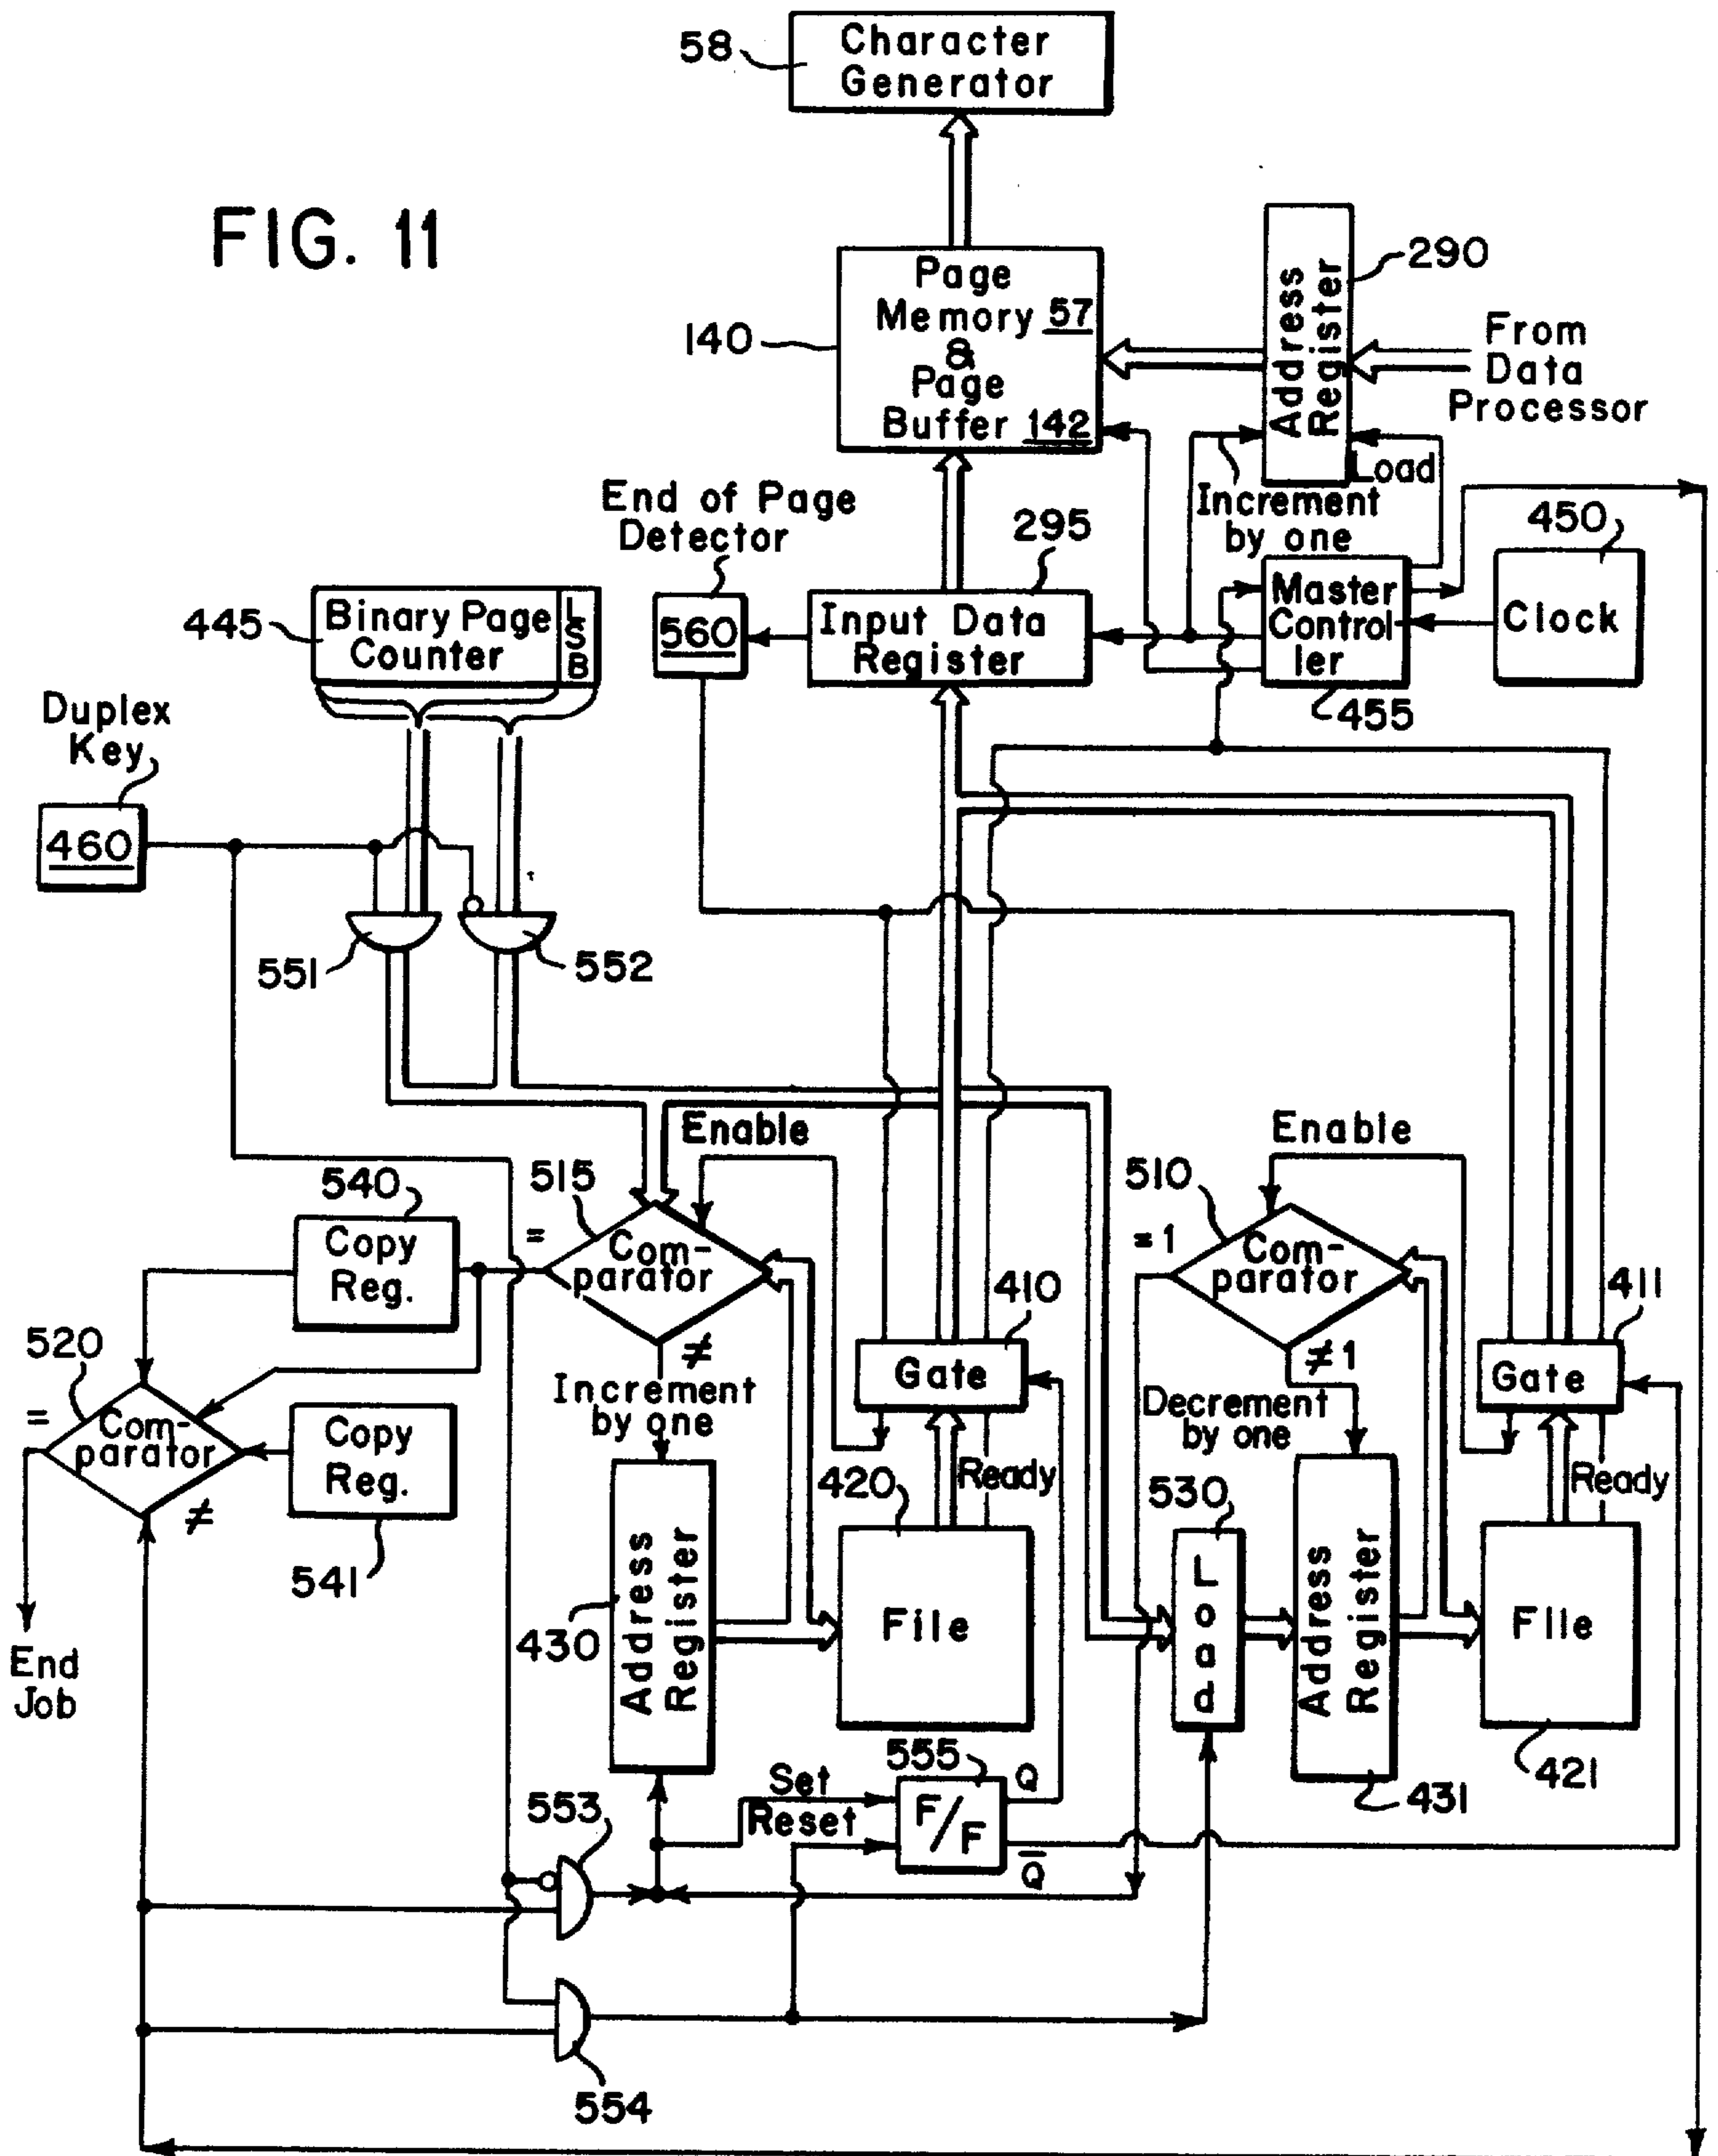 FIG. 11
58
Character
Generator
140
Page
Memory 57
&
Page
Buffer 142
Address
Register
290
From
Data
Processor
Load
Increment
by one
End of Page
Detector
560
295
Input Data
Register
Master
Control-
ler
455
450
Clock
445
Binary Page
Counter
LSB
Duplex
Key
460
551
552
Enable
Enable
540
Copy
Reg.
515
=
Com-
parator
≠
Increment
by one
510
= 1
Com-
parator
≠ 1
Decrement
by one
410
Gate
411
Gate
520
=
Com-
parator
≠
Copy
Reg.
541
End
Job
430
Address
Register
420
Ready
File
530
Load
Address
Register
431
Ready
File
421
553
Set
Reset
555
F/F
Q
Q̅
554